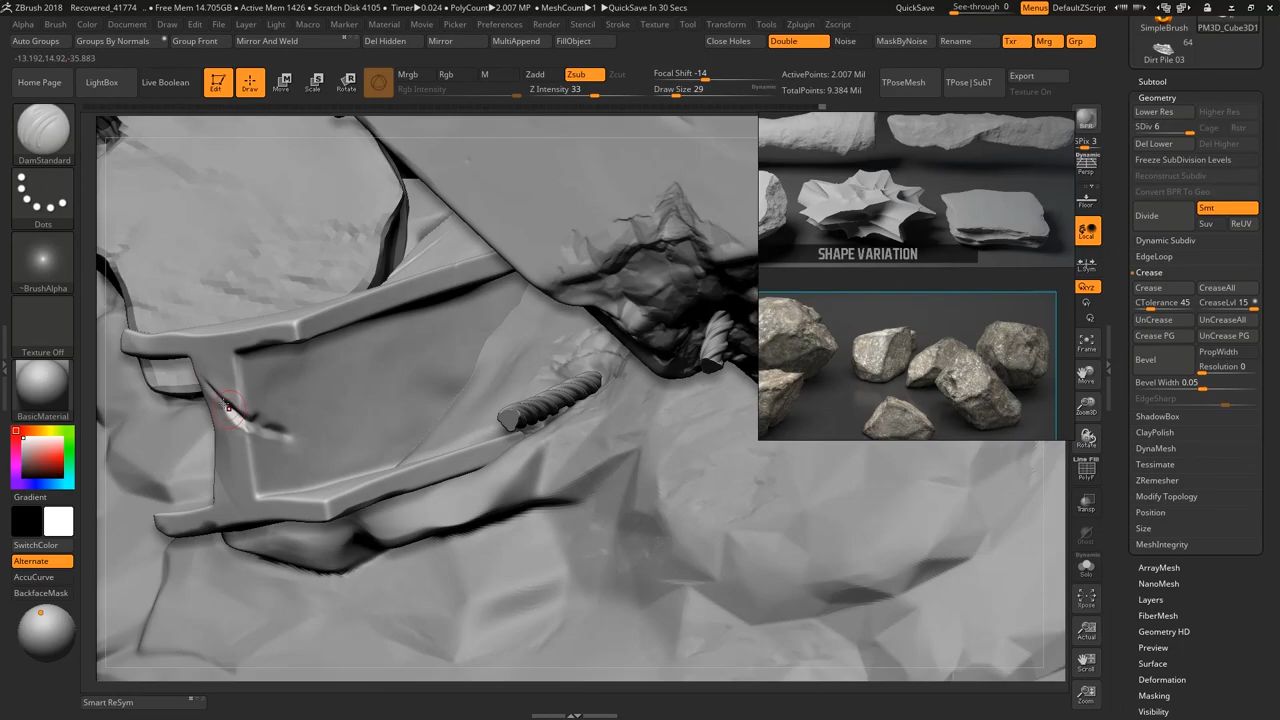 ZBrush 2018 Recovered_41774 • Free Mem 14.705GB • Active Mem 1426 • Scratch Disk 4105 • Timer▶0.024 • PolyCount▶2.007 MP • MeshCount▶1 ▶QuickSave In 30 Secs QuickSave See-through 0 Menus DefaultZScript
Alpha Brush Color Document Draw Edit File Layer Light Macro Marker Material Movie Picker Preferences Render Stencil Stroke Texture Tool Transform Zplugin Zscript
Auto Groups Groups By Normals Group Front Mirror And Weld Del Hidden Mirror MultiAppend FillObject Close Holes Double Noise MaskByNoise Rename Txr Mrg Grp
-13.192,14.92,-35.883
Home Page LightBox Live Boolean Edit Draw Move Scale Rotate
Mrgb Rgb M Zadd Zsub Zcut Focal Shift -14 ActivePoints: 2.007 Mil
Rgb Intensity Z Intensity 33 Draw Size 29 Dynamic TotalPoints: 9.384 Mil
TPoseMesh TPose|SubT Export
Texture On
DamStandard
Dots
~BrushAlpha
Texture Off
BasicMaterial
Gradient
SwitchColor
Alternate
AccuCurve
BackfaceMask
SHAPE VARIATION
Smart ReSym
BPR
SPix 3
Dynamic
Persp
Floor
Local
L.Sym
XYZ
Frame
Move
Zoom3D
Rotate
Line Fill
PolyF
Transp
Ghost
Dynamic
Solo
Xpose
Actual
Scroll
Zoom
SimpleBrush PM3D_Cube3D1
64
Dirt Pile 03
Subtool
Geometry
Lower Res Higher Res
SDiv 6 Cage Rstr
Del Lower Del Higher
Freeze SubDivision Levels
Reconstruct Subdiv
Convert BPR To Geo
Divide Smt
Suv ReUV
Dynamic Subdiv
EdgeLoop
Crease
Crease CreaseAll
CTolerance 45 CreaseLvl 15
UnCrease UnCreaseAll
Crease PG UnCrease PG
Bevel PropWidth
Resolution 0
Bevel Width 0.05
EdgeSharp
ShadowBox
ClayPolish
DynaMesh
Tessimate
ZRemesher
Modify Topology
Position
Size
MeshIntegrity
ArrayMesh
NanoMesh
Layers
FiberMesh
Geometry HD
Preview
Surface
Deformation
Masking
Visibility